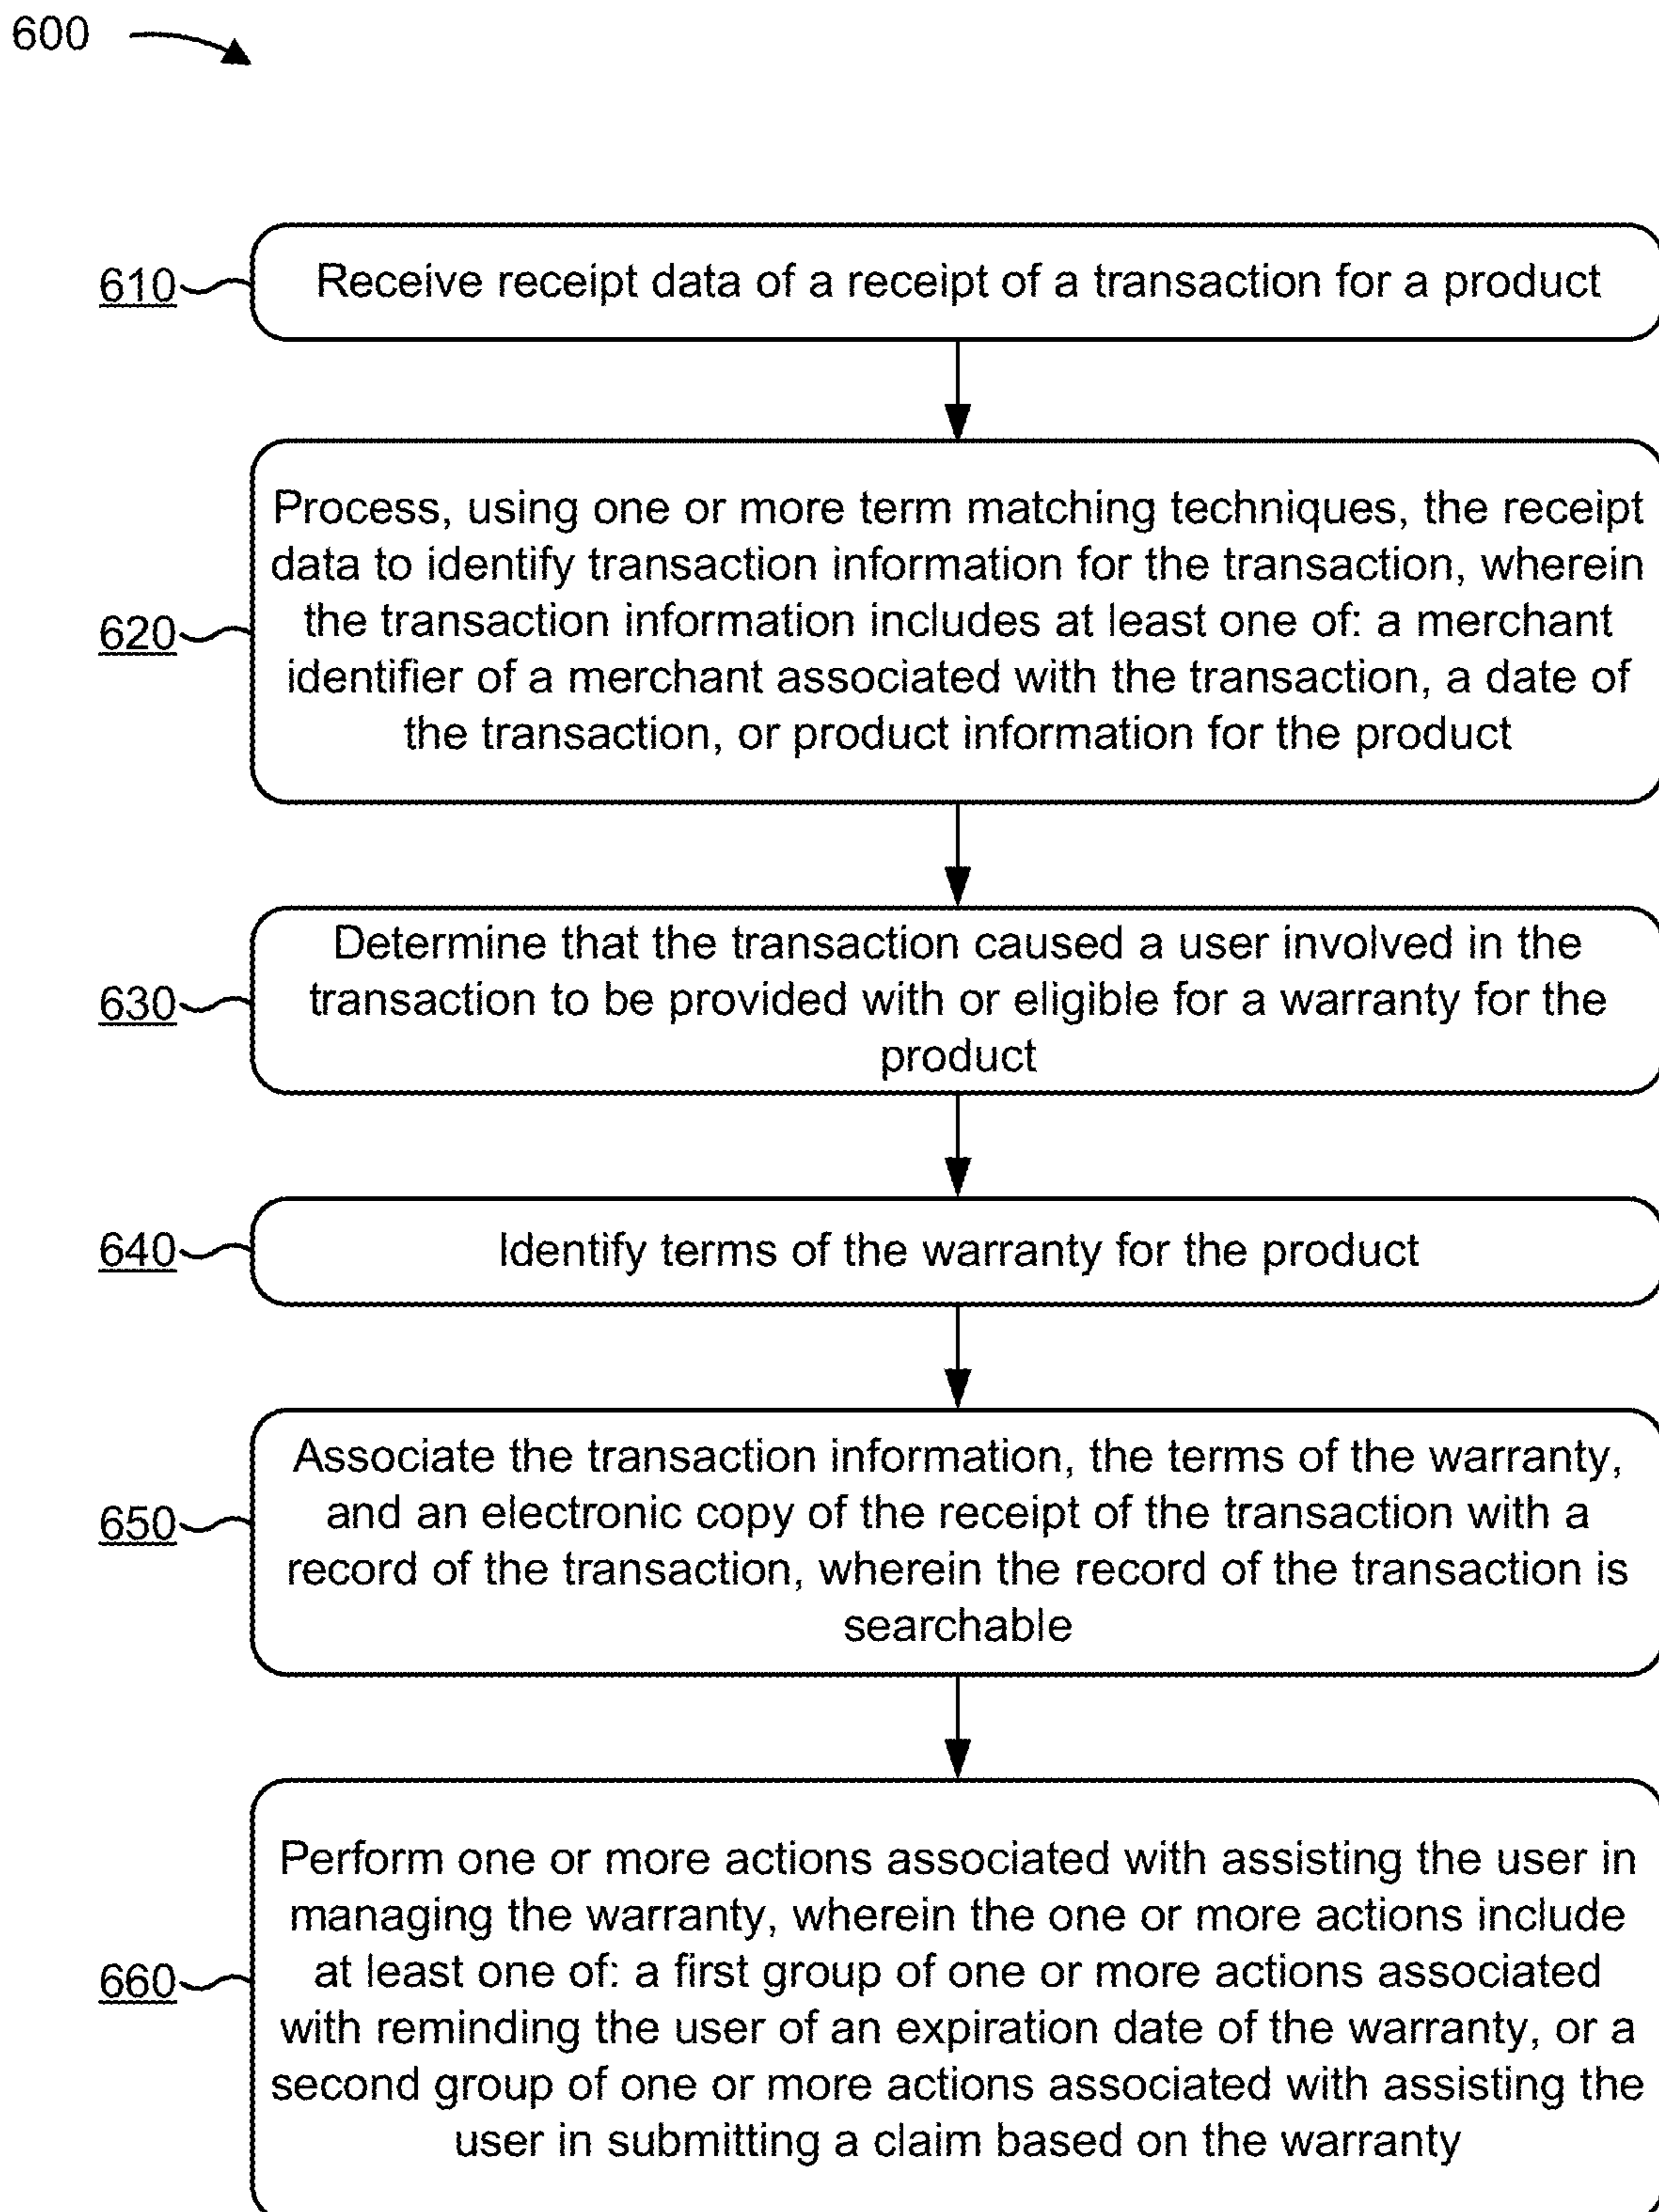 600
610
Receive receipt data of a receipt of a transaction for a product
620
Process, using one or more term matching techniques, the receipt
data to identify transaction information for the transaction, wherein
the transaction information includes at least one of: a merchant
identifier of a merchant associated with the transaction, a date of
the transaction, or product information for the product
630
Determine that the transaction caused a user involved in the
transaction to be provided with or eligible for a warranty for the
product
640
Identify terms of the warranty for the product
650
Associate the transaction information, the terms of the warranty,
and an electronic copy of the receipt of the transaction with a
record of the transaction, wherein the record of the transaction is
searchable
660
Perform one or more actions associated with assisting the user in
managing the warranty, wherein the one or more actions include
at least one of: a first group of one or more actions associated
with reminding the user of an expiration date of the warranty, or a
second group of one or more actions associated with assisting the
user in submitting a claim based on the warranty